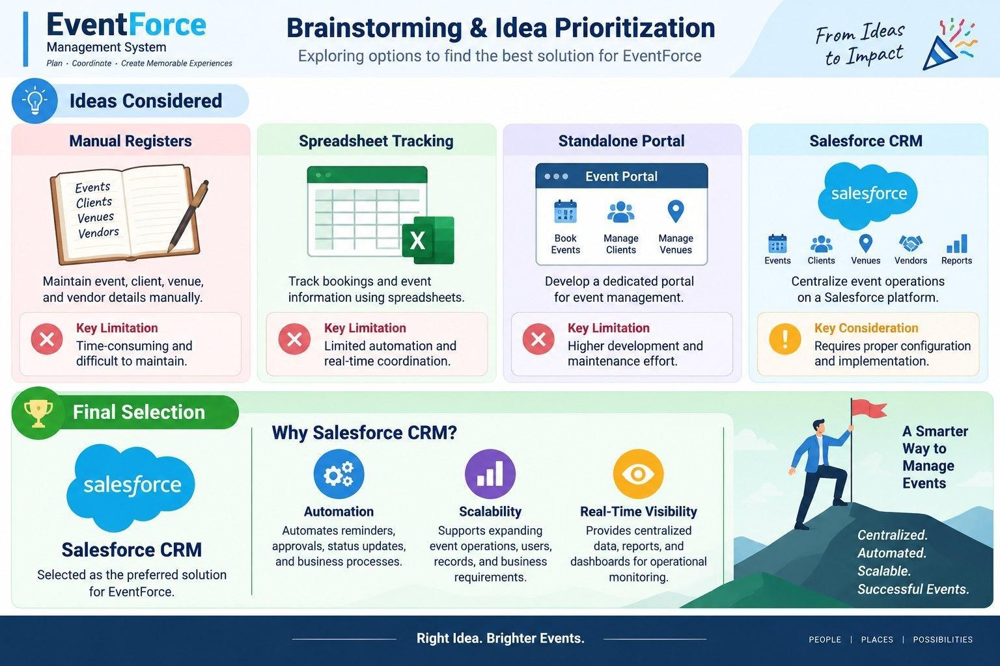 EventForce
Management System
Plan · Coordinate · Create Memorable Experiences
Brainstorming & Idea Prioritization
Exploring options to find the best solution for EventForce
From Ideas
to Impact
Ideas Considered
Manual Registers
Events
Clients
Venues
Vendors
Maintain event, client, venue,
and vendor details manually.
Key Limitation
Time-consuming and
difficult to maintain.
Spreadsheet Tracking
X
Track bookings and event
information using spreadsheets.
Key Limitation
Limited automation and
real-time coordination.
Standalone Portal
Event Portal
Book
Events
Manage
Clients
Manage
Venues
Develop a dedicated portal
for event management.
Key Limitation
Higher development and
maintenance effort.
Salesforce CRM
salesforce
Events
Clients
Venues
Vendors
Reports
Centralize event operations
on a Salesforce platform.
Key Consideration
Requires proper configuration
and implementation.
Final Selection
salesforce
Salesforce CRM
Selected as the preferred solution
for EventForce.
Why Salesforce CRM?
Automation
Automates reminders,
approvals, status updates,
and business processes.
Scalability
Supports expanding
event operations, users,
records, and business
requirements.
Real-Time Visibility
Provides centralized
data, reports, and
dashboards for operational
monitoring.
A Smarter
Way to
Manage
Events
Centralized.
Automated.
Scalable.
Successful Events.
Right Idea. Brighter Events.
PEOPLE | PLACES | POSSIBILITIES